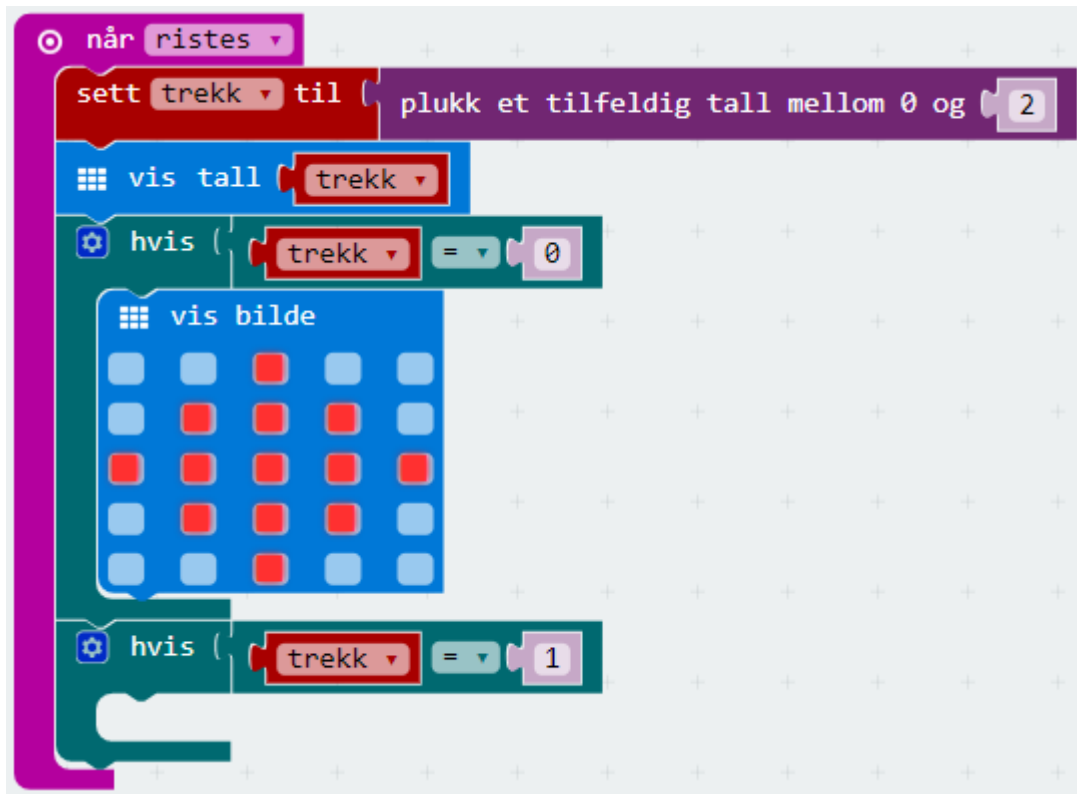 når ristes
sett trekk til plukk et tilfeldig tall mellom 0 og 2
vis tall trekk
hvis trekk = 0
vis bilde
hvis trekk = 1